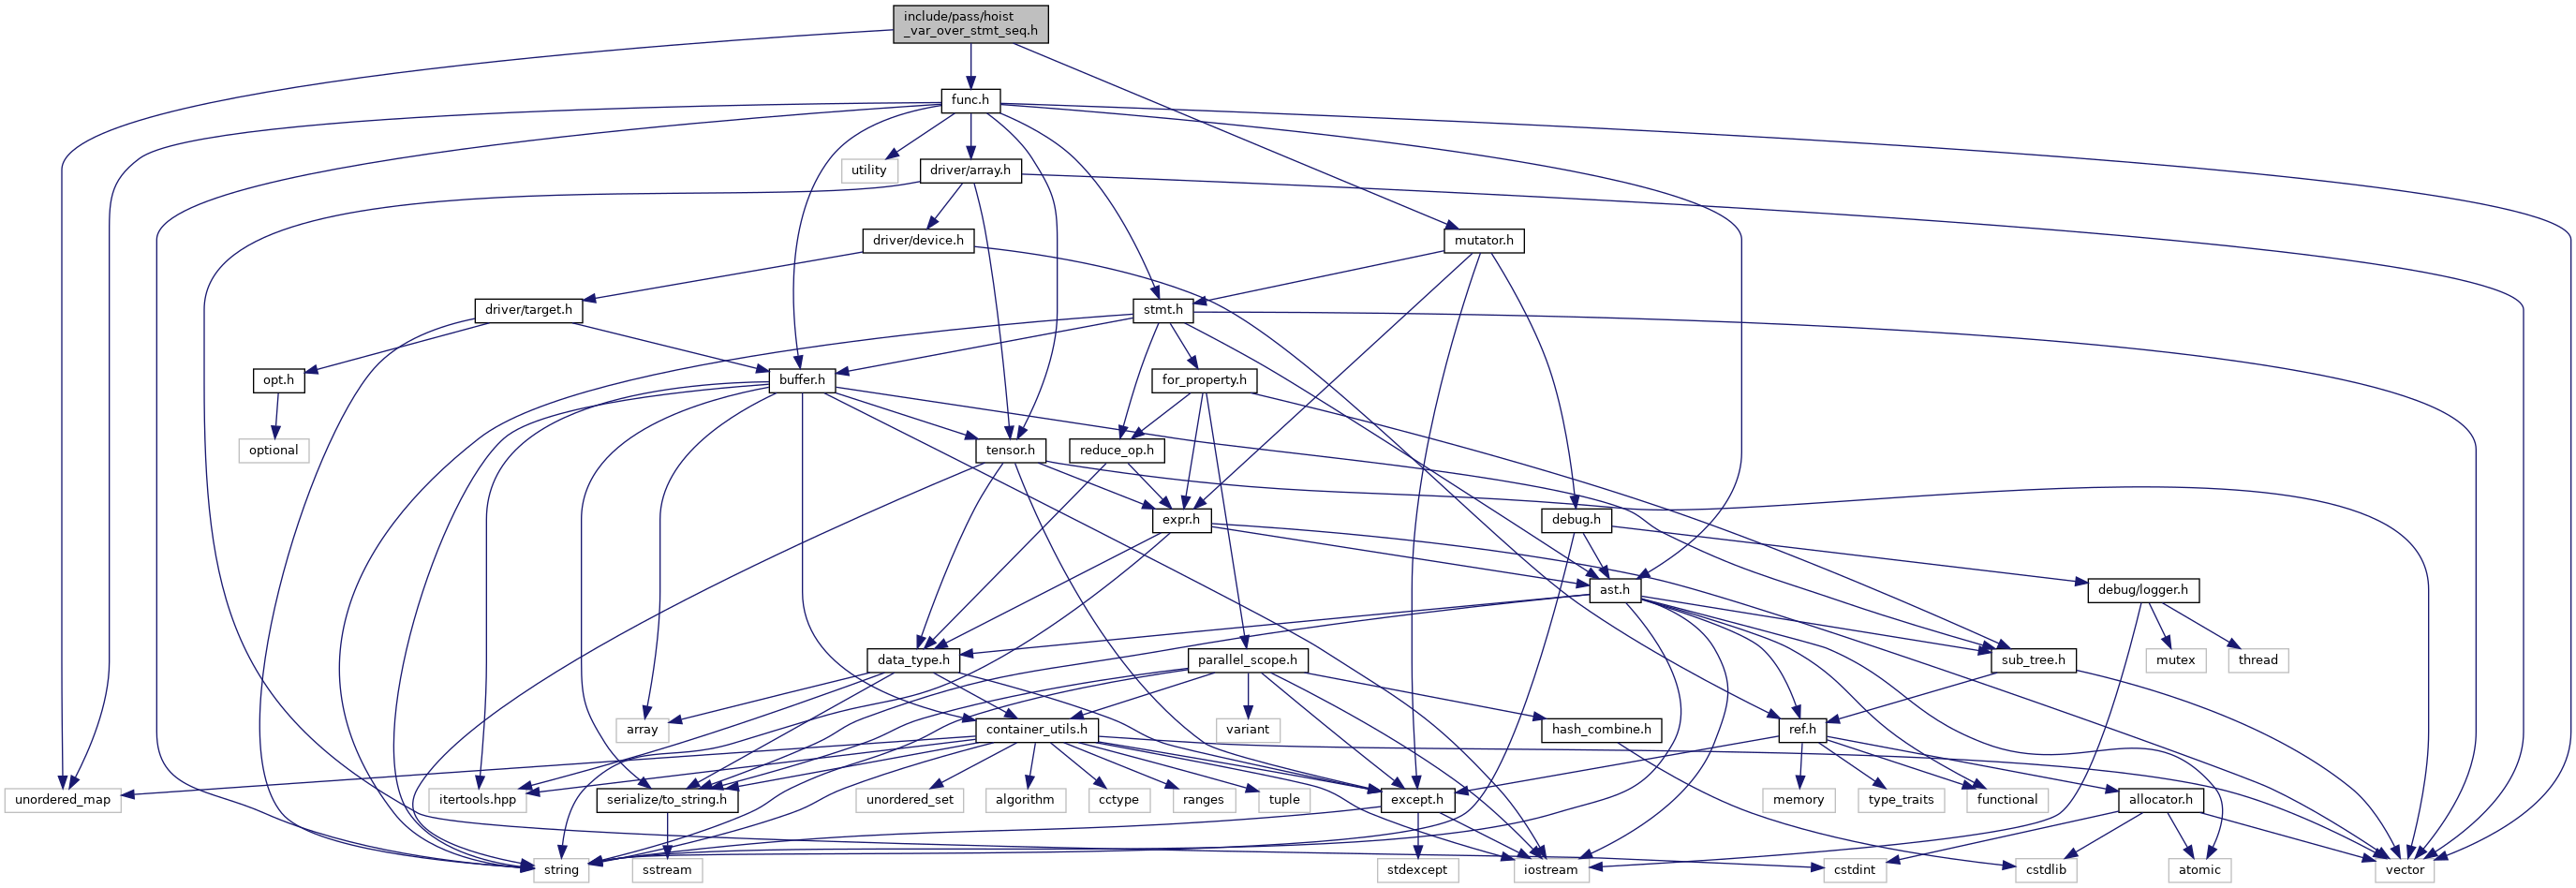 include/pass/hoist
_var_over_stmt_seq.h
func.h
utility
driver/array.h
driver/device.h
mutator.h
driver/target.h
stmt.h
opt.h
buffer.h
for_property.h
optional
tensor.h
reduce_op.h
expr.h
debug.h
ast.h
debug/logger.h
data_type.h
parallel_scope.h
sub_tree.h
mutex
thread
array
container_utils.h
variant
hash_combine.h
ref.h
unordered_map
itertools.hpp
serialize/to_string.h
unordered_set
algorithm
cctype
ranges
tuple
except.h
memory
type_traits
functional
allocator.h
string
sstream
stdexcept
iostream
cstdint
cstdlib
atomic
vector